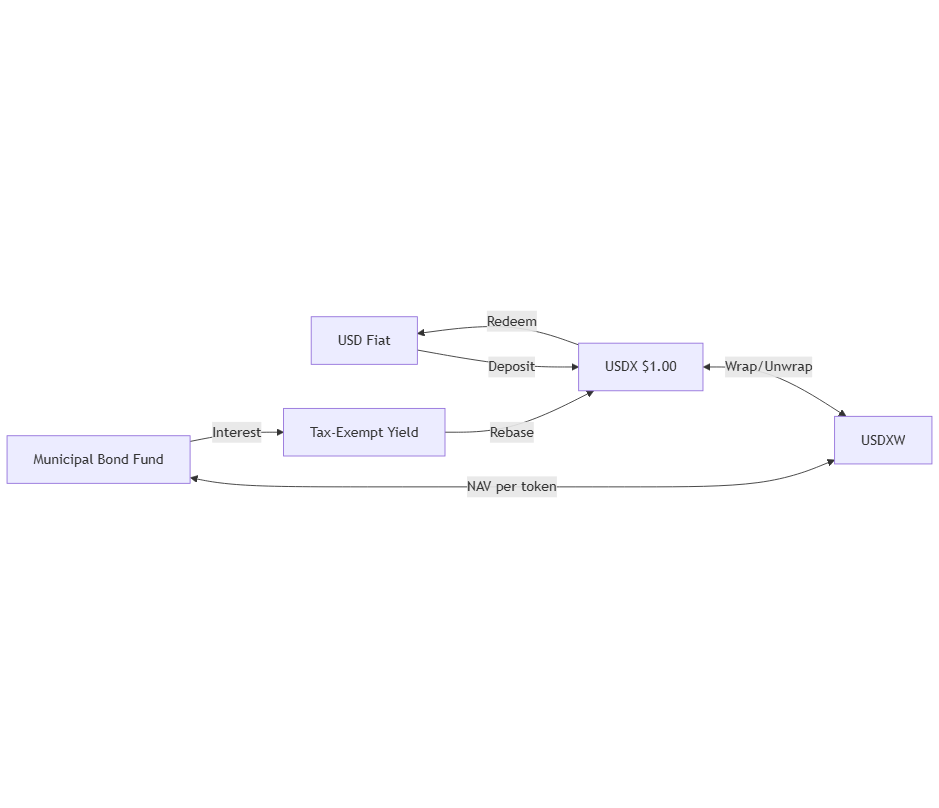 Redeem
USD Fiat
Deposit
USDX $1.00
Wrap/Unwrap
Interest
Tax-Exempt Yield
Rebase
USDXW
Municipal Bond Fund
NAV per token